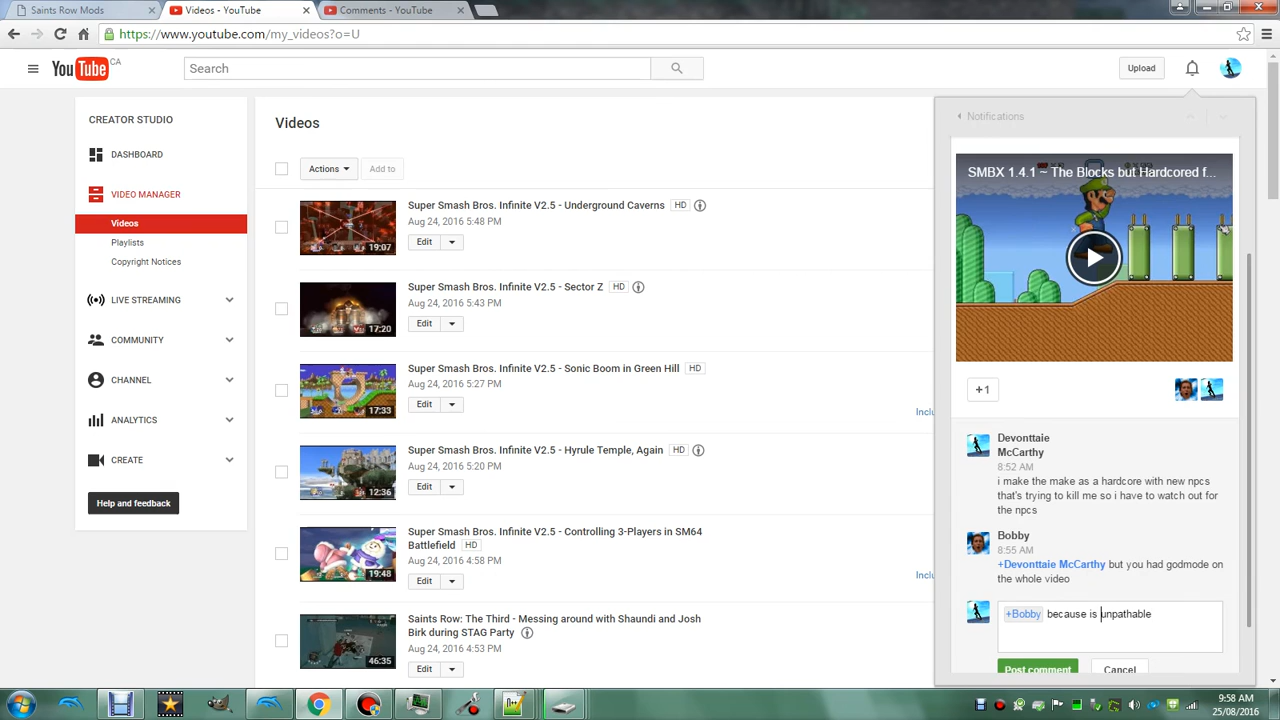 Saints Row Mods
Videos - YouTube
Comments - YouTube
https://www.youtube.com/my_videos?o=U
YouTube CA
Search
Upload
CREATOR STUDIO
DASHBOARD
VIDEO MANAGER
Videos
Playlists
Copyright Notices
LIVE STREAMING
COMMUNITY
CHANNEL
ANALYTICS
CREATE
Help and feedback
Videos
Actions
Add to
Super Smash Bros. Infinite V2.5 - Underground Caverns HD
Aug 24, 2016 5:48 PM
Edit
19:07
Super Smash Bros. Infinite V2.5 - Sector Z HD
Aug 24, 2016 5:43 PM
Edit
17:20
Super Smash Bros. Infinite V2.5 - Sonic Boom in Green Hill HD
Aug 24, 2016 5:27 PM
Edit
17:33
Inclu
Super Smash Bros. Infinite V2.5 - Hyrule Temple, Again HD
Aug 24, 2016 5:20 PM
Edit
12:36
Super Smash Bros. Infinite V2.5 - Controlling 3-Players in SM64
Battlefield HD
Aug 24, 2016 4:58 PM
Edit
19:48
Inclu
Saints Row: The Third - Messing around with Shaundi and Josh
Birk during STAG Party
Aug 24, 2016 4:53 PM
Edit
46:35
Notifications
SMBX 1.4.1 ~ The Blocks but Hardcored f...
+1
Devonttaie
McCarthy
8:52 AM
i make the make as a hardcore with new npcs
that's trying to kill me so i have to watch out for
the npcs
Bobby
8:55 AM
+Devonttaie McCarthy but you had godmode on
the whole video
+Bobby because is unpathable
Post comment
Cancel
9:58 AM
25/08/2016